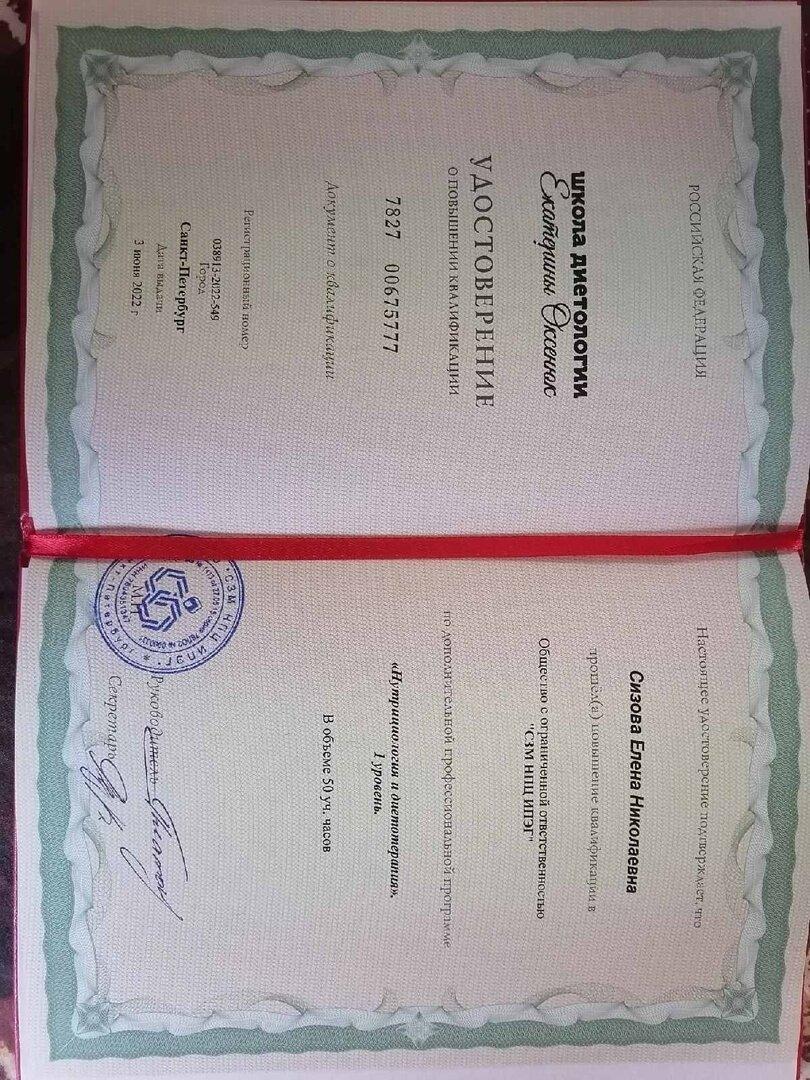 РОССИЙСКАЯ ФЕДЕРАЦИЯ
школа диетологии
Екатерины Оксенюк
УДОСТОВЕРЕНИЕ
О ПОВЫШЕНИИ КВАЛИФИКАЦИИ
7827 00675777
Документ о квалификации
Регистрационный номер
038913-2022-549
Город
Санкт-Петербург
Дата выдачи
3 июня 2022 г
Настоящее удостоверение подтверждает, что
Сизова Елена Николаевна
прошёл(а) повышение квалификации в
Общество с ограниченной ответственностью
"СЗМ НПЦ ИПЭГ"
по дополнительной профессиональной программе
«Нутрициология и диетотерапия».
1 уровень.
В объеме 50 уч. часов
М.П.
Руководитель
Секретарь